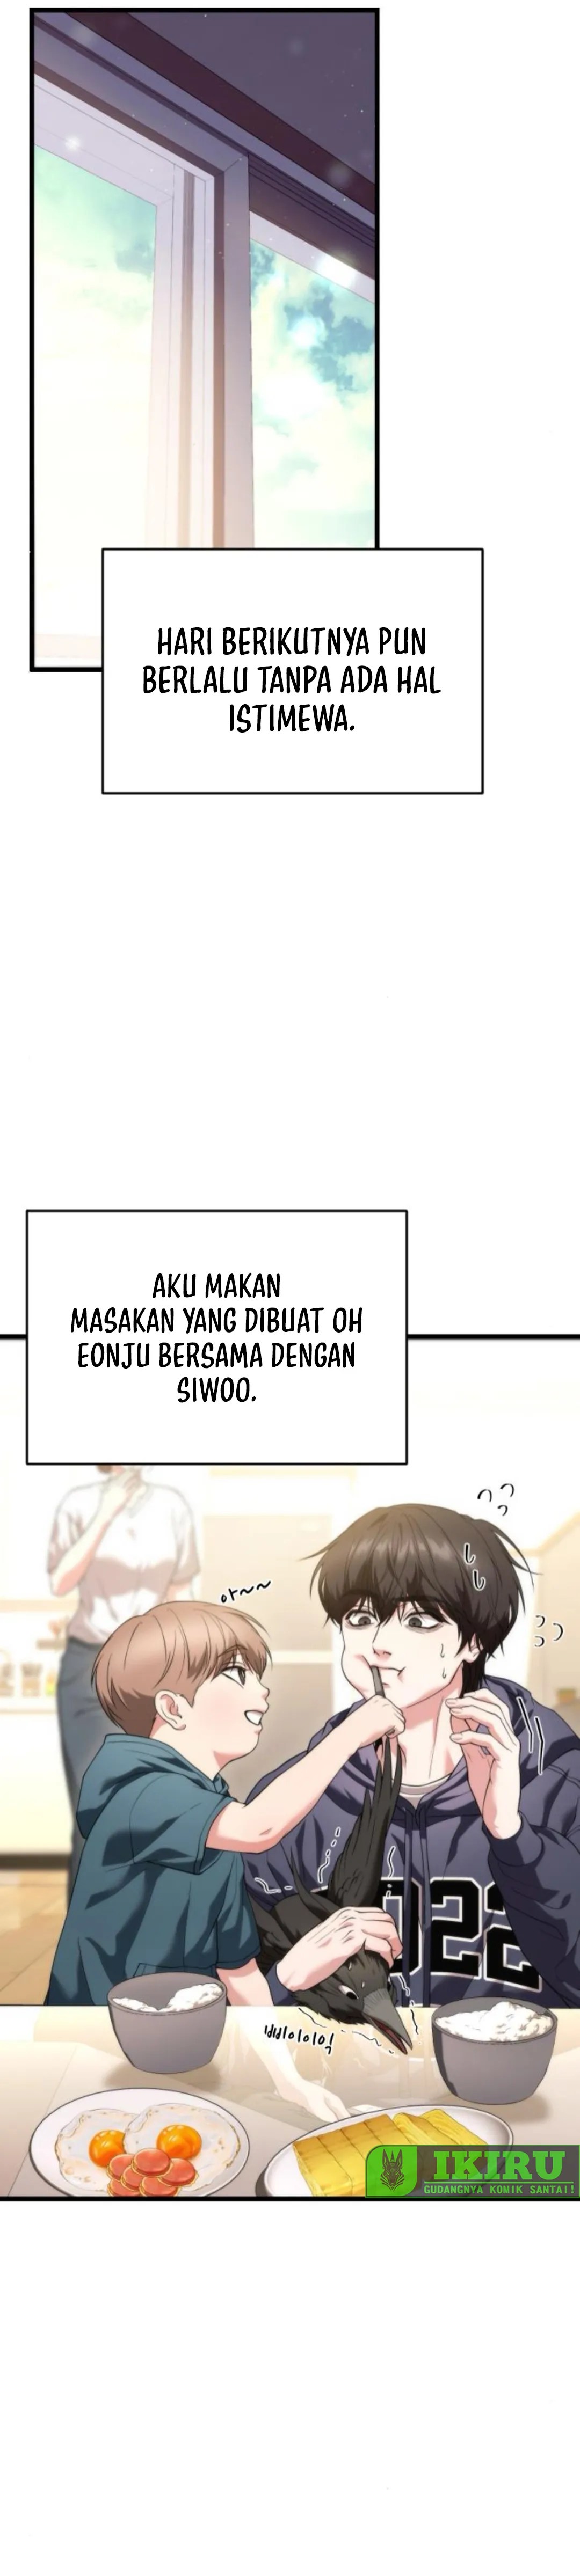 HARI BERIKUTNYA PUN
BERLALU TANPA ADA HAL
ISTIMEWA.
AKU MAKAN
MASAKAN YANG DIBUAT OH
EONJU BERSAMA DENGAN
SIWOO.
아~~
022
IKIRU
GUDANGNYA KOMIK SANTAI!